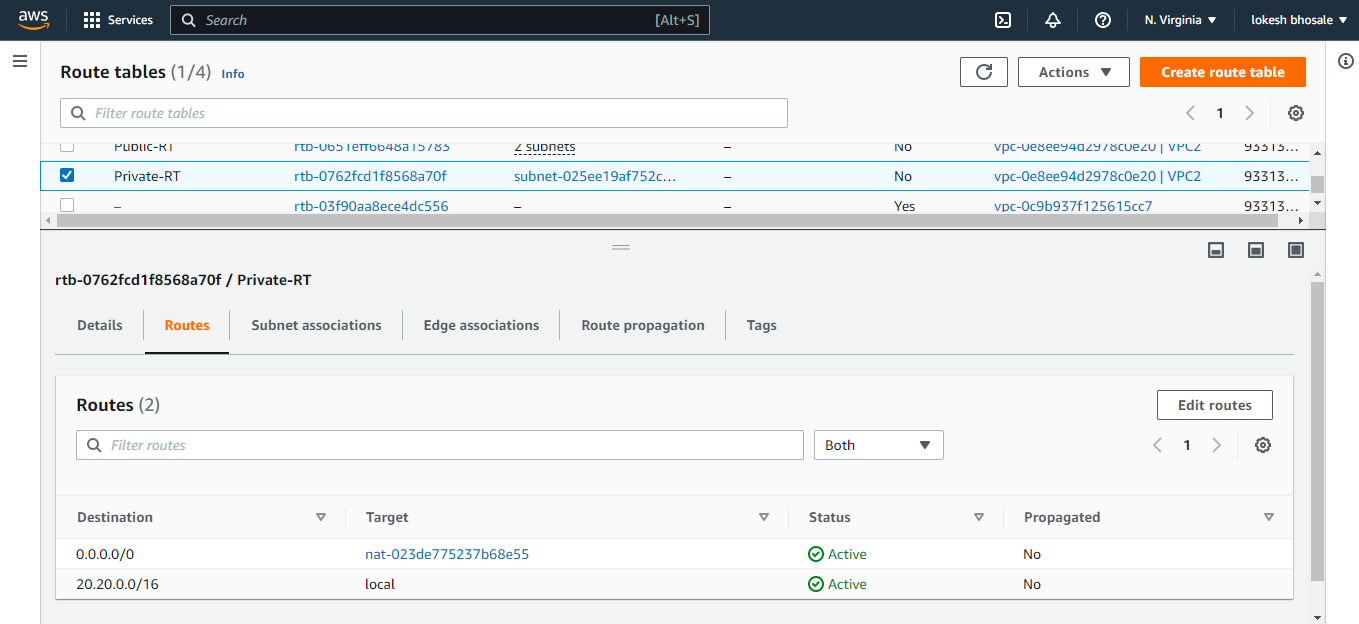 aws Services Search [Alt+S] N. Virginia lokesh bhosale
Route tables (1/4) Info Actions Create route table
Filter route tables 1
Public-RT rtb-0651eff6648a15783 2 subnets – No vpc-0e8ee94d2978c0e20 | VPC2 93313...
Private-RT rtb-0762fcd1f8568a70f subnet-025ee19af752c... – No vpc-0e8ee94d2978c0e20 | VPC2 93313...
– rtb-03f90aa8ece4dc556 – – Yes vpc-0c9b937f125615cc7 93313...
rtb-0762fcd1f8568a70f / Private-RT
Details Routes Subnet associations Edge associations Route propagation Tags
Routes (2) Edit routes
Filter routes Both 1
Destination Target Status Propagated
0.0.0.0/0 nat-023de775237b68e55 Active No
20.20.0.0/16 local Active No